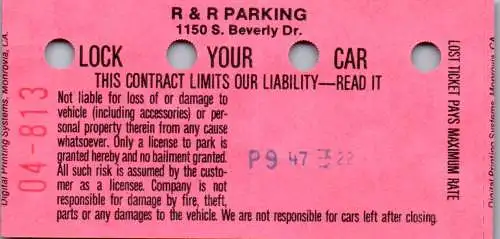 R & R PARKING
1150 S. Beverly Dr.
LOCK YOUR CAR
THIS CONTRACT LIMITS OUR LIABILITY—READ IT
Not liable for loss of or damage to
vehicle (including accessories) or per-
sonal property therein from any cause
whatsoever. Only a license to park is
granted hereby and no bailment granted.
All such risk is assumed by the custo-
mer as a licensee. Company is not
responsible for damage by fire, theft,
parts or any damages to the vehicle. We are not responsible for cars left after closing.
P9 47 322
04-813
Digital Printing Systems, Monrovia, CA.
LOST TICKET PAYS MAXIMUM RATE
Digital Printing Systems, Monrovia, CA.